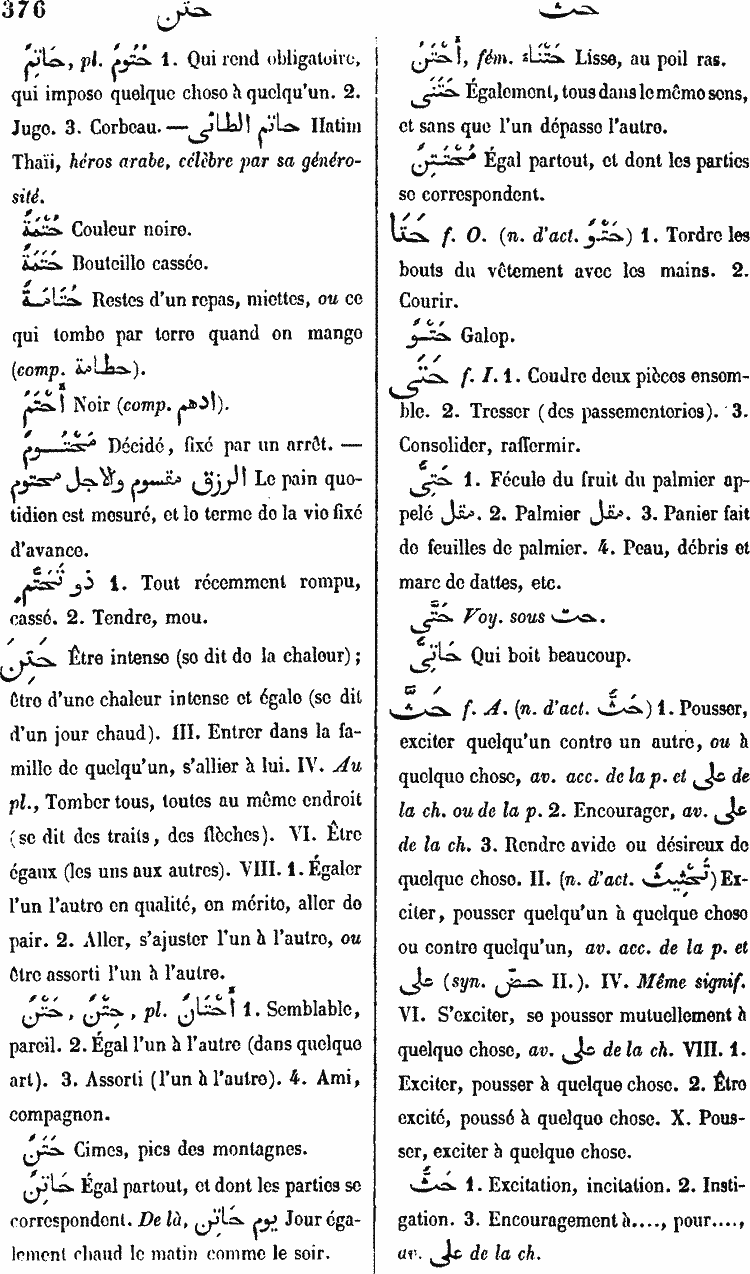 376
حتن
حث
حَاتِمٌ, pl. حُتُومٌ 1. Qui rend obligatoire,
qui impose quelque chose à quelqu'un. 2.
Juge. 3. Corbeau. — حاتم الطائى Hatim
Thaïi, héros arabe, célèbre par sa généro-
sité.
حُتْمَةٌ Couleur noire.
حَتَمَةٌ Bouteille cassée.
حُتَامَةٌ Restes d'un repas, miettes, ou ce
qui tombe par terre quand on mange
(comp. حطامة).
أَحْتَمُ Noir (comp. ادهم).
مَحْتُومٌ Décidé, fixé par un arrêt. —
الرزق مقسوم والاجل محتوم Le pain quo-
tidien est mesuré, et le terme de la vie fixé
d'avance.
ذو تَحَتُّمٍ 1. Tout récemment rompu,
cassé. 2. Tendre, mou.
حَتِنَ Être intense (se dit de la chaleur);
être d'une chaleur intense et égale (se dit
d'un jour chaud). III. Entrer dans la fa-
mille de quelqu'un, s'allier à lui. IV. Au
pl., Tomber tous, toutes au même endroit
(se dit des traits, des flèches). VI. Être
égaux (les uns aux autres). VIII. 1. Égaler
l'un l'autre en qualité, en mérite, aller de
pair. 2. Aller, s'ajuster l'un à l'autre, ou
être assorti l'un à l'autre.
حَتْنٌ, حِتْنٌ, pl. أَحْتَانٌ 1. Semblable,
pareil. 2. Égal l'un à l'autre (dans quelque
art). 3. Assorti (l'un à l'autre). 4. Ami,
compagnon.
حَتَنٌ Cimes, pics des montagnes.
حَاتِنٌ Égal partout, et dont les parties se
correspondent. De là, يوم حَاتِنٌ Jour éga-
lement chaud le matin comme le soir.
أَحْتَنُ, fém. حَتْنَاءُ Lisse, au poil ras.
حَتْنَى Également, tous dans le même sens,
et sans que l'un dépasse l'autre.
مُحْتَتِنٌ Égal partout, et dont les parties
se correspondent.
حَتَا f. O. (n. d'act. حَتْوٌ) 1. Tordre les
bouts du vêtement avec les mains. 2.
Courir.
حَتْوٌ Galop.
حَتَى f. I. 1. Coudre deux pièces ensem-
ble. 2. Tresser (des passementeries). 3.
Consolider, raffermir.
حَتِىٌّ 1. Fécule du fruit du palmier ap-
pelé مقل. 2. Palmier مقل. 3. Panier fait
de feuilles de palmier. 4. Peau, débris et
marc de dattes, etc.
حَتَّى Voy. sous حت.
حَاتِىٌّ Qui boit beaucoup.
حَثَّ f. A. (n. d'act. حَثٌّ) 1. Pousser,
exciter quelqu'un contre un autre, ou à
quelque chose, av. acc. de la p. et على de
la ch. ou de la p. 2. Encourager, av. على
de la ch. 3. Rendre avide ou désireux de
quelque chose. II. (n. d'act. تَحْثِيثٌ) Ex-
citer, pousser quelqu'un à quelque chose
ou contre quelqu'un, av. acc. de la p. et
على (syn. حضّ II.). IV. Même signif.
VI. S'exciter, se pousser mutuellement à
quelque chose, av. على de la ch. VIII. 1.
Exciter, pousser à quelque chose. 2. Être
excité, poussé à quelque chose. X. Pous-
ser, exciter à quelque chose.
حَثٌّ 1. Excitation, incitation. 2. Insti-
gation. 3. Encouragement à...., pour....,
av. على de la ch.